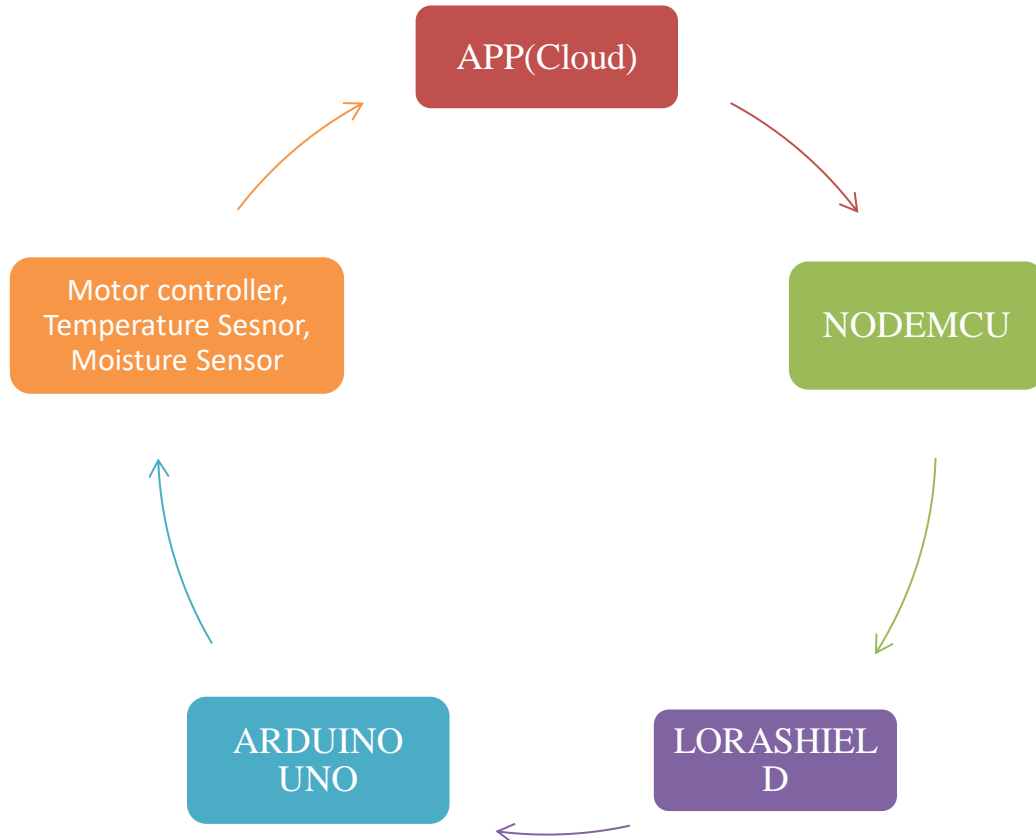 APP(Cloud)
NODEMCU
LORASHIEL
D
ARDUINO
UNO
Motor controller,
Temperature Sesnor,
Moisture Sensor